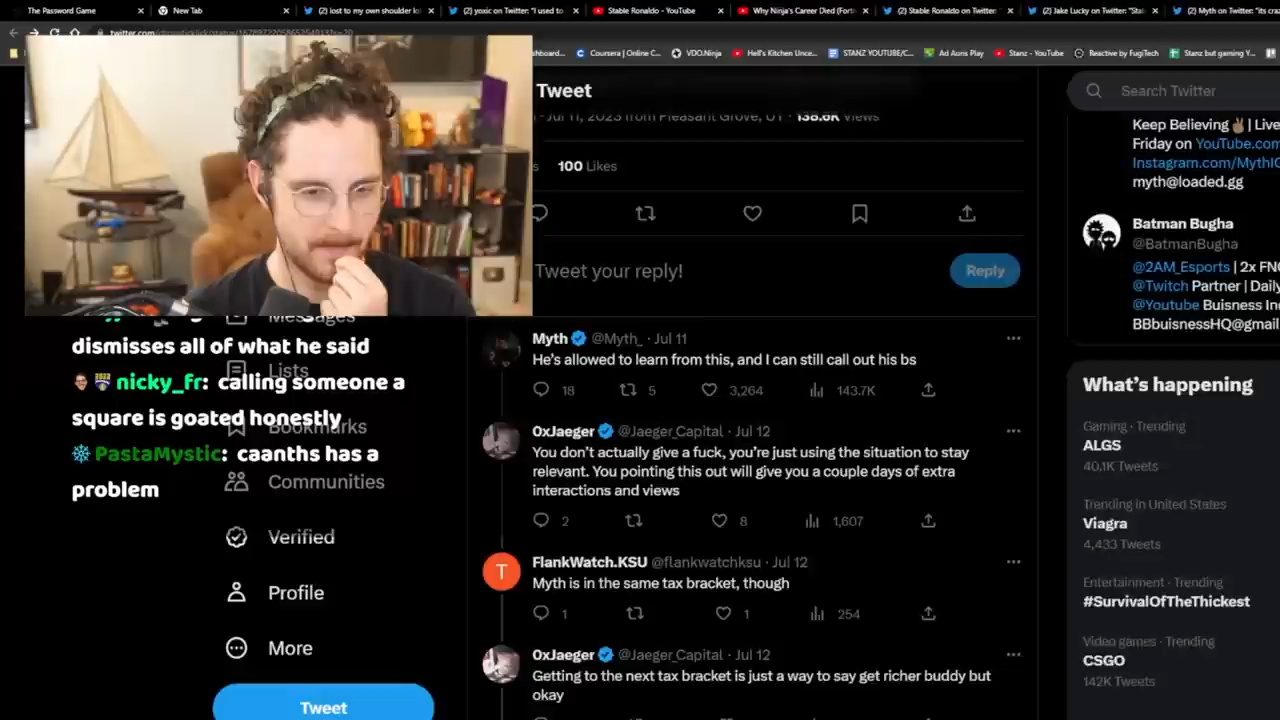 The Password Game
New Tab
(2) lost to my own shoulder lo
(2) yoxic on Twitter: "I used to
Stable Ronaldo - YouTube
Why Ninja's Career Died (Fort
(2) Stable Ronaldo on Twitter:
(2) Jake Lucky on Twitter: "Stab
(2) Myth on Twitter: "its craz
Coursera | Online C...
VDO.Ninja
Hell's Kitchen Unce...
STANZ YOUTUBE/C...
Ad Auns Play
Stanz - YouTube
Reactive by FugiTech
Stanz but gaming Y...
Tweet
Jul 11, 2023 from Pleasant Grove, UT · 138.6K Views
100 Likes
Tweet your reply!
Reply
Myth @Myth_ · Jul 11
He's allowed to learn from this, and I can still call out his bs
18 5 3,264 143.7K
0xJaeger @Jaeger_Capital · Jul 12
You don't actually give a fuck, you're just using the situation to stay
relevant. You pointing this out will give you a couple days of extra
interactions and views
2 8 1,607
T
FlankWatch.KSU @flankwatchksu · Jul 12
Myth is in the same tax bracket, though
1 1 254
0xJaeger @Jaeger_Capital · Jul 12
Getting to the next tax bracket is just a way to say get richer buddy but
okay
Search Twitter
Keep Believing | Live
Friday on YouTube.com
Instagram.com/MythIG
myth@loaded.gg
Batman Bugha
@BatmanBugha
@2AM_Esports | 2x FNC
@Twitch Partner | Daily
@Youtube Buisness In
BBbuisnessHQ@gmail
What's happening
Gaming · Trending
ALGS
40.1K Tweets
Trending in United States
Viagra
4,433 Tweets
Entertainment · Trending
#SurvivalOfTheThickest
Video games · Trending
CSGO
142K Tweets
Messages
Lists
Bookmarks
Communities
Verified
Profile
More
Tweet
dismisses all of what he said
nicky_fr: calling someone a
square is goated honestly
PastaMystic: caanths has a
problem